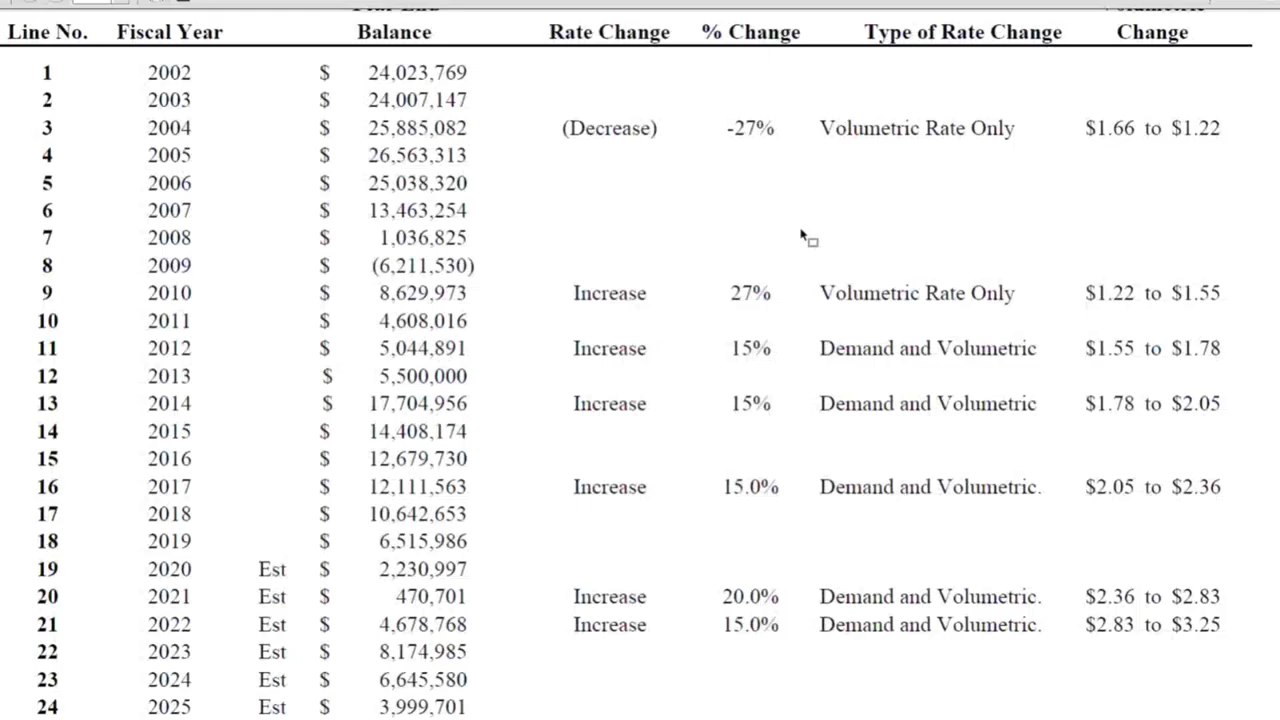 Line No. Fiscal Year Balance Rate Change % Change Type of Rate Change Change
1 2002 $ 24,023,769
2 2003 $ 24,007,147
3 2004 $ 25,885,082 (Decrease) -27% Volumetric Rate Only $1.66 to $1.22
4 2005 $ 26,563,313
5 2006 $ 25,038,320
6 2007 $ 13,463,254
7 2008 $ 1,036,825
8 2009 $ (6,211,530)
9 2010 $ 8,629,973 Increase 27% Volumetric Rate Only $1.22 to $1.55
10 2011 $ 4,608,016
11 2012 $ 5,044,891 Increase 15% Demand and Volumetric $1.55 to $1.78
12 2013 $ 5,500,000
13 2014 $ 17,704,956 Increase 15% Demand and Volumetric $1.78 to $2.05
14 2015 $ 14,408,174
15 2016 $ 12,679,730
16 2017 $ 12,111,563 Increase 15.0% Demand and Volumetric. $2.05 to $2.36
17 2018 $ 10,642,653
18 2019 $ 6,515,986
19 2020 Est $ 2,230,997
20 2021 Est $ 470,701 Increase 20.0% Demand and Volumetric. $2.36 to $2.83
21 2022 Est $ 4,678,768 Increase 15.0% Demand and Volumetric. $2.83 to $3.25
22 2023 Est $ 8,174,985
23 2024 Est $ 6,645,580
24 2025 Est $ 3,999,701